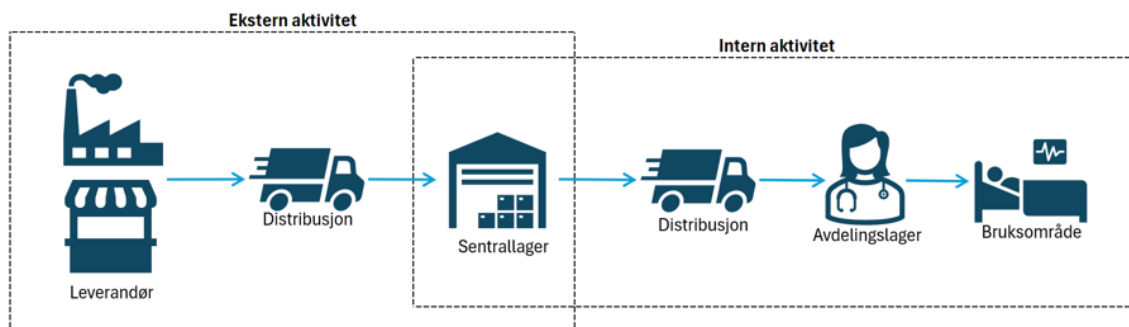 Ekstern aktivitet
Intern aktivitet
Leverandør
Distribusjon
Sentrallager
Distribusjon
Avdelingslager
Bruksområde